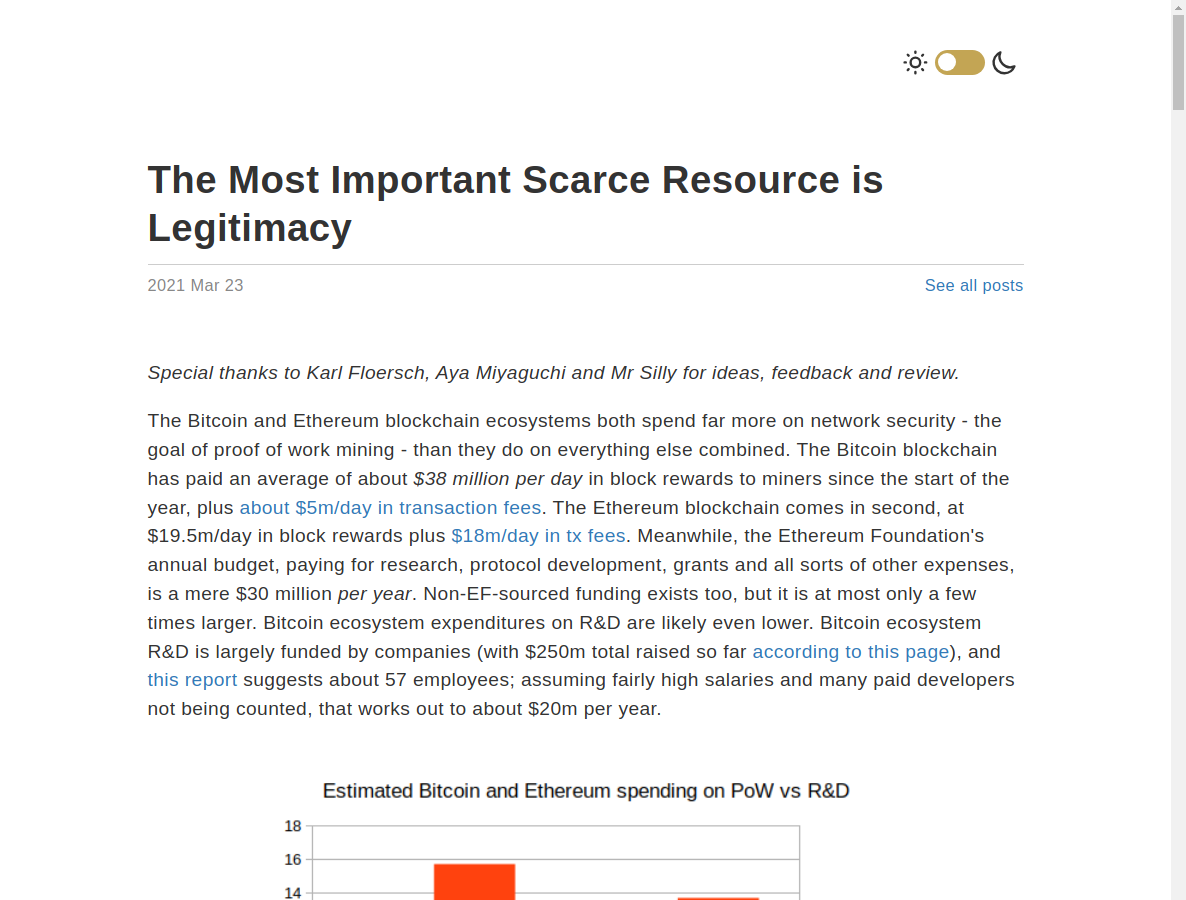 The Most Important Scarce Resource is
Legitimacy
2021 Mar 23
See all posts
Special thanks to Karl Floersch, Aya Miyaguchi and Mr Silly for ideas, feedback and review.
The Bitcoin and Ethereum blockchain ecosystems both spend far more on network security - the
goal of proof of work mining - than they do on everything else combined. The Bitcoin blockchain
has paid an average of about $38 million per day in block rewards to miners since the start of the
year, plus about $5m/day in transaction fees. The Ethereum blockchain comes in second, at
$19.5m/day in block rewards plus $18m/day in tx fees. Meanwhile, the Ethereum Foundation's
annual budget, paying for research, protocol development, grants and all sorts of other expenses,
is a mere $30 million per year. Non-EF-sourced funding exists too, but it is at most only a few
times larger. Bitcoin ecosystem expenditures on R&D are likely even lower. Bitcoin ecosystem
R&D is largely funded by companies (with $250m total raised so far according to this page), and
this report suggests about 57 employees; assuming fairly high salaries and many paid developers
not being counted, that works out to about $20m per year.
Estimated Bitcoin and Ethereum spending on PoW vs R&D
18
16
14